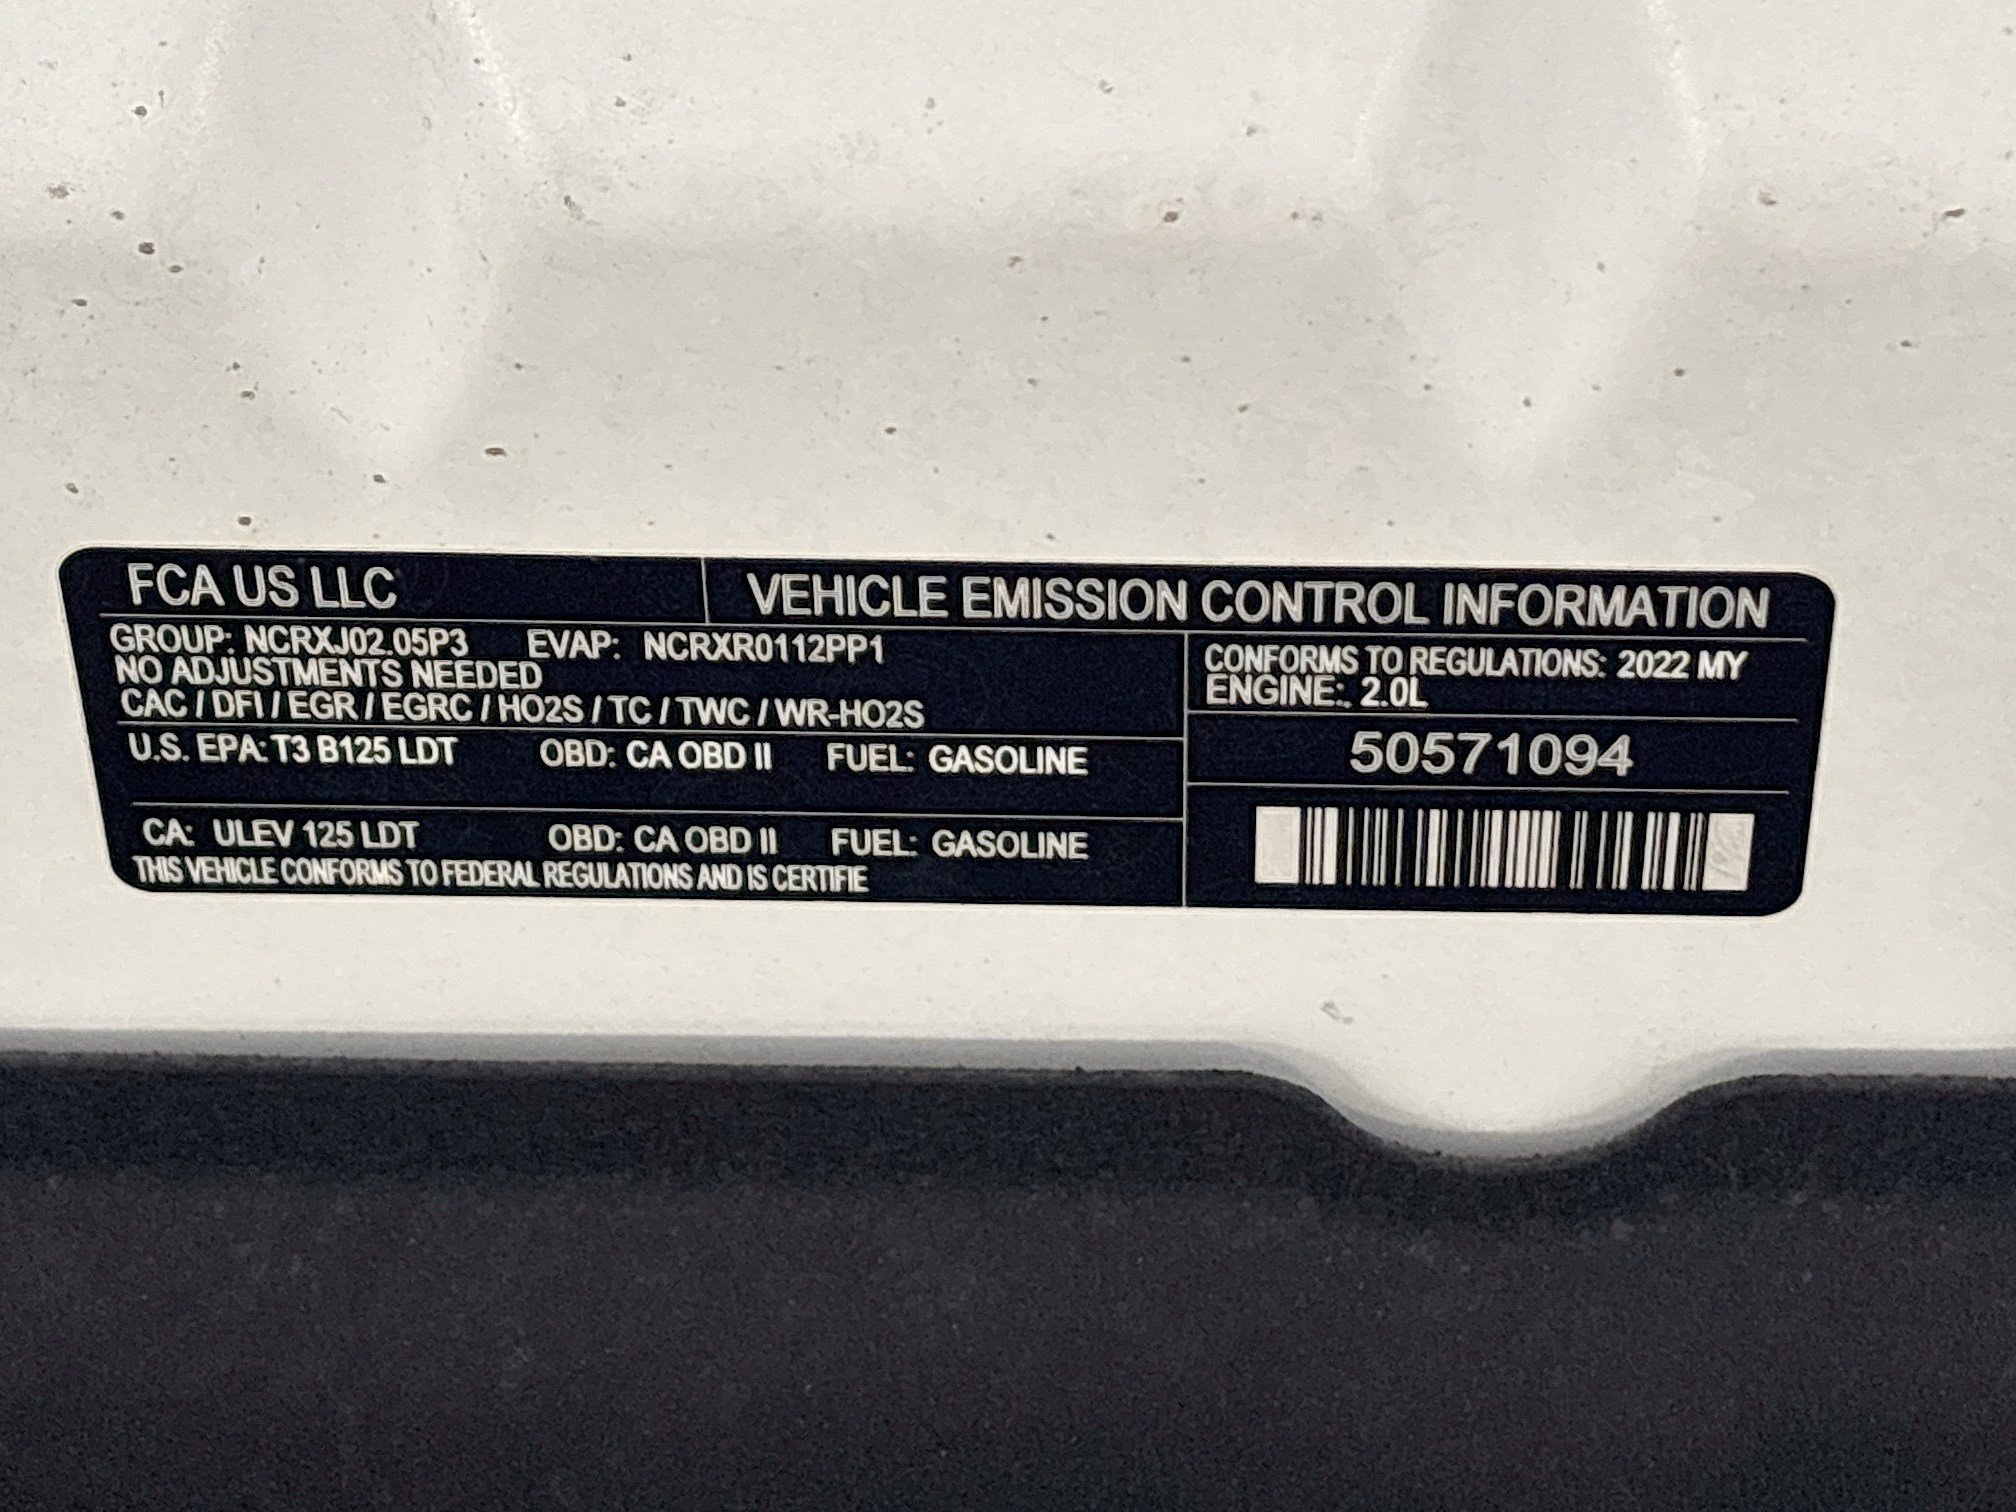 FCA US LLC
VEHICLE EMISSION CONTROL INFORMATION
GROUP: NCRXJ02.05P3 EVAP: NCRXR0112PP1
NO ADJUSTMENTS NEEDED
CAC / DFI / EGR / EGRC / HO2S / TC / TWC / WR-HO2S
U.S. EPA: T3 B125 LDT OBD: CA OBD II FUEL: GASOLINE
CA: ULEV 125 LDT OBD: CA OBD II FUEL: GASOLINE
THIS VEHICLE CONFORMS TO FEDERAL REGULATIONS AND IS CERTIFIE
CONFORMS TO REGULATIONS: 2022 MY
ENGINE: 2.0L
50571094